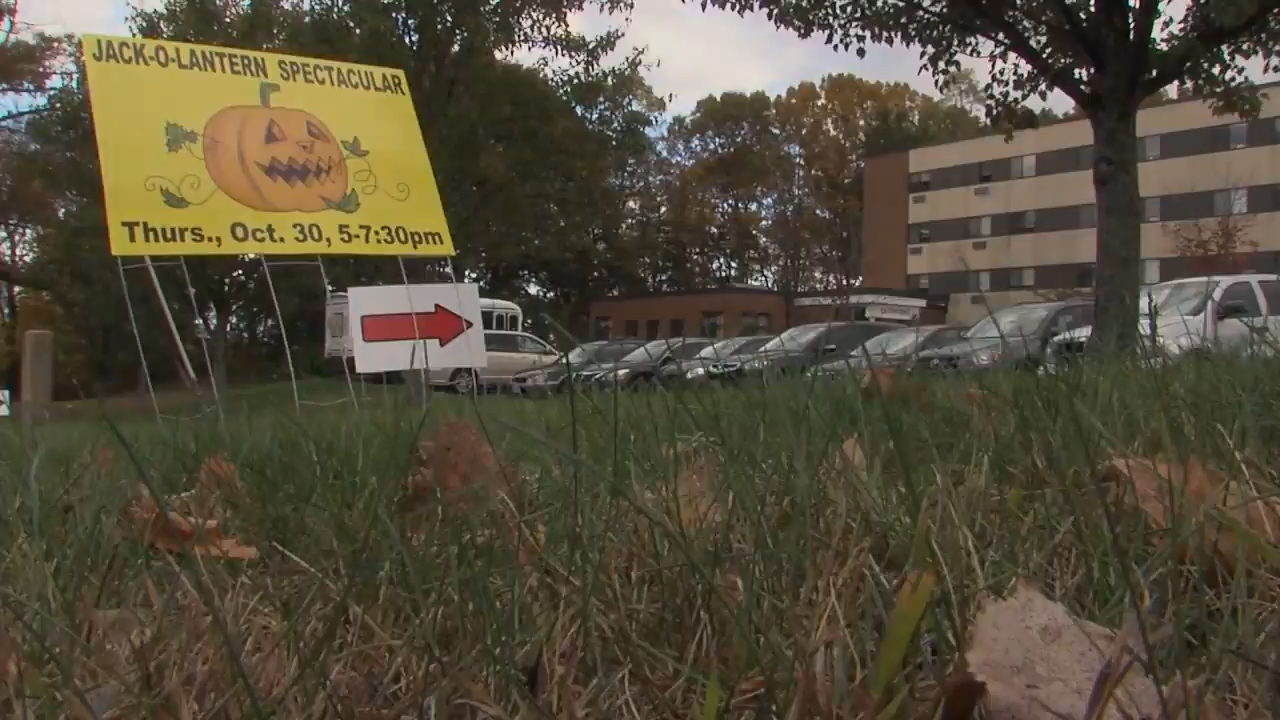 JACK-O-LANTERN SPECTACULAR
Thurs., Oct. 30, 5-7:30pm